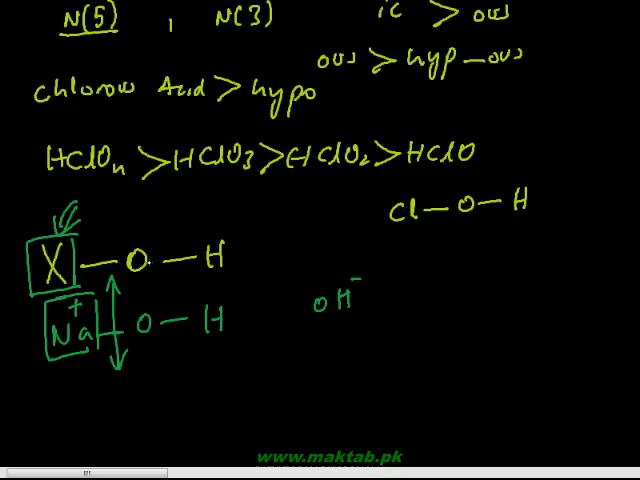 N(5) , N(3) ic > ous
ous > hyp-ous
chlorous Acid > hypo
HClO4 > HClO3 > HClO2 > HClO
Cl-O-H
X-O-H
Na+ O-H OH-
www.maktab.pk